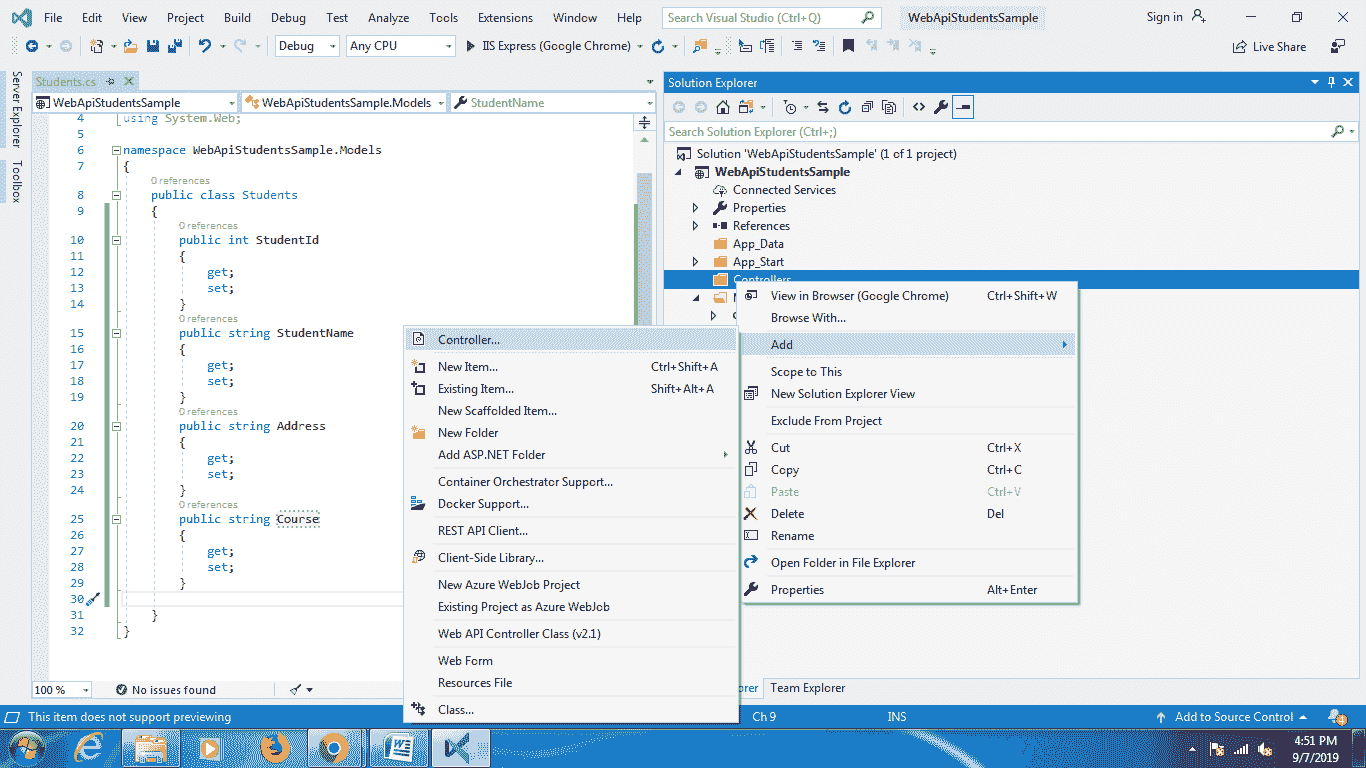 File Edit View Project Build Debug Test Analyze Tools Extensions Window Help Search Visual Studio (Ctrl+Q) WebApiStudentsSample Sign in
Debug Any CPU IIS Express (Google Chrome) Live Share
Server Explorer
Toolbox
Students.cs
WebApiStudentsSample WebApiStudentsSample.Models StudentName
4 using System.Web;
5
6 namespace WebApiStudentsSample.Models
7 {
0 references
8 public class Students
9 {
0 references
10 public int StudentId
11 {
12 get;
13 set;
14 }
0 references
15 public string StudentName
16 {
17 get;
18 set;
19 }
0 references
20 public string Address
21 {
22 get;
23 set;
24 }
0 references
25 public string Course
26 {
27 get;
28 set;
29 }
30
31 }
32 }
100 % No issues found
Solution Explorer
Search Solution Explorer (Ctrl+;)
Solution 'WebApiStudentsSample' (1 of 1 project)
WebApiStudentsSample
Connected Services
Properties
References
App_Data
App_Start
Controllers
View in Browser (Google Chrome) Ctrl+Shift+W
Browse With...
Add
Scope to This
New Solution Explorer View
Exclude From Project
Cut Ctrl+X
Copy Ctrl+C
Paste Ctrl+V
Delete Del
Rename
Open Folder in File Explorer
Properties Alt+Enter
Controller...
New Item... Ctrl+Shift+A
Existing Item... Shift+Alt+A
New Scaffolded Item...
New Folder
Add ASP.NET Folder
Container Orchestrator Support...
Docker Support...
REST API Client...
Client-Side Library...
New Azure WebJob Project
Existing Project as Azure WebJob
Web API Controller Class (v2.1)
Web Form
Resources File
Class...
Team Explorer
This item does not support previewing Ch 9 INS Add to Source Control 4
4:51 PM
9/7/2019